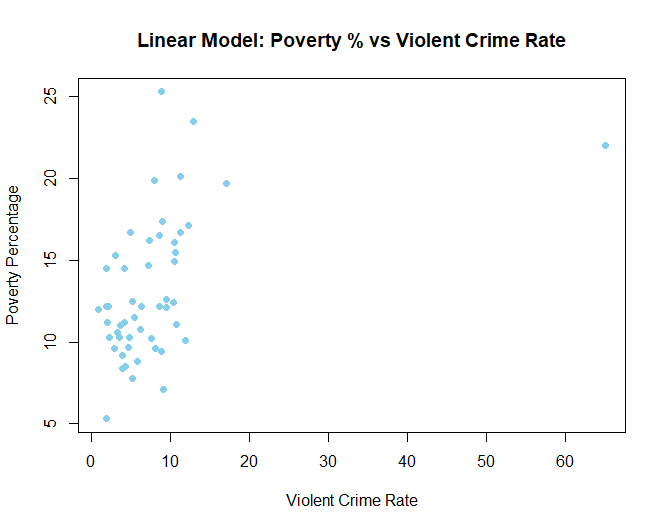 Linear Model: Poverty % vs Violent Crime Rate
25
20
15
10
5
Poverty Percentage
0 10 20 30 40 50 60
Violent Crime Rate